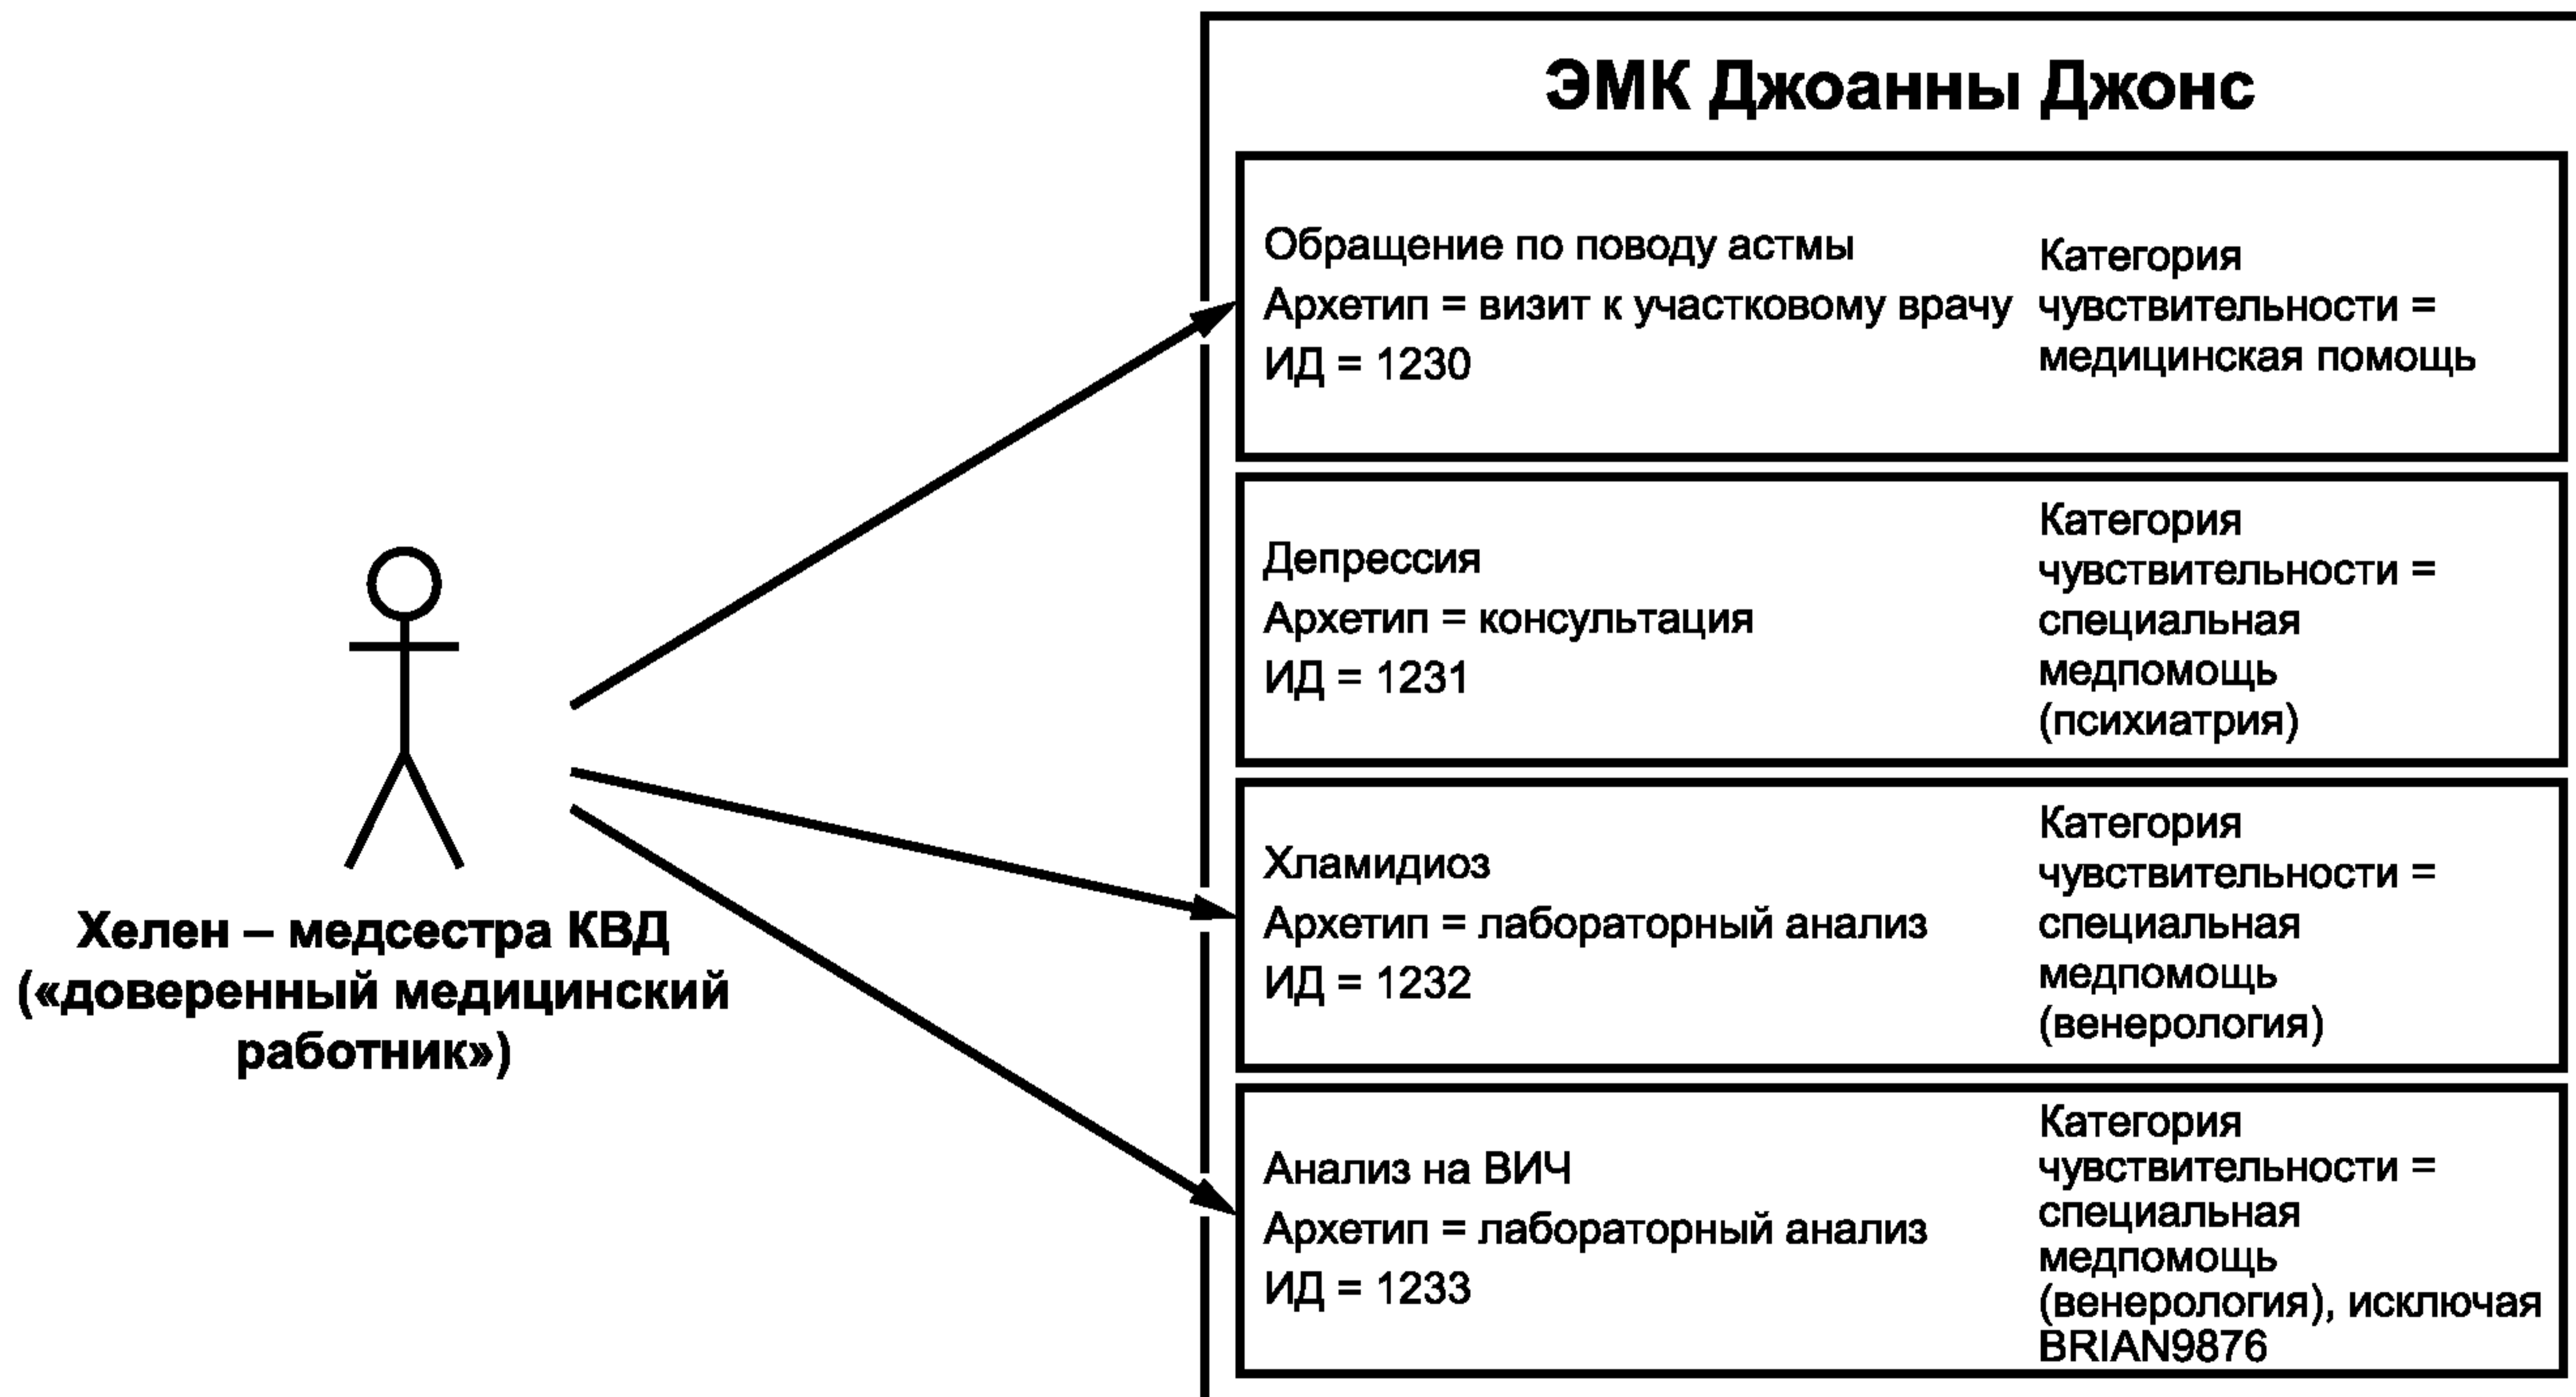 ЭМК Джоанны Джонс
Обращение по поводу астмы
Архетип = визит к участковому врачу
ИД = 1230
Категория
чувствительности =
медицинская помощь
Депрессия
Архетип = консультация
ИД = 1231
Категория
чувствительности =
специальная
медпомощь
(психиатрия)
Хелен – медсестра КВД
(«доверенный медицинский
работник»)
Хламидиоз
Архетип = лабораторный анализ
ИД = 1232
Категория
чувствительности =
специальная
медпомощь
(венерология)
Анализ на ВИЧ
Архетип = лабораторный анализ
ИД = 1233
Категория
чувствительности =
специальная
медпомощь
(венерология), исключая
BRIAN9876